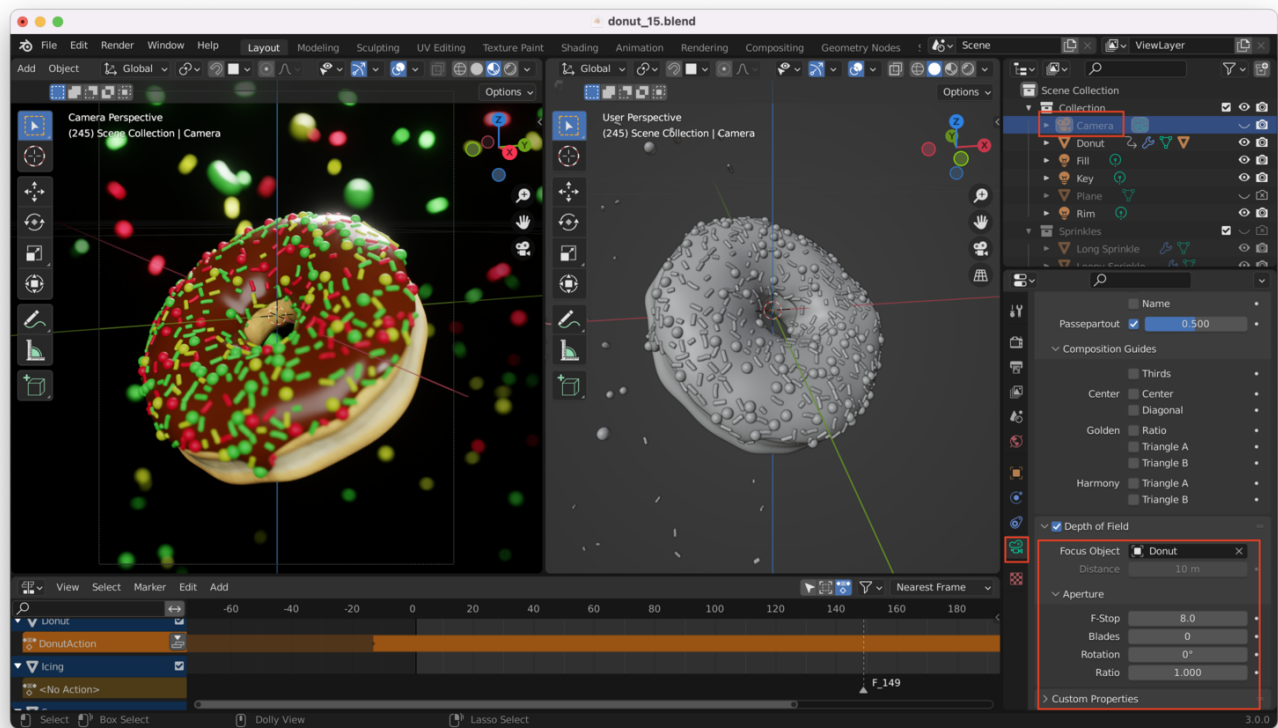 donut_15.blend
File Edit Render Window Help Layout Modeling Sculpting UV Editing Texture Paint Shading Animation Rendering Compositing Geometry Nodes Scene ViewLayer
Add Object Global Global
Options Options
Camera Perspective
(245) Scene Collection | Camera
User Perspective
(245) Scene Collection | Camera
Z
Y
X
Z
Y
X
Scene Collection
Collection
Camera
Donut
Fill
Key
Plane
Rim
Sprinkles
Long Sprinkle
Name
Passepartout 0.500
Composition Guides
Thirds
Center Center
Diagonal
Golden Ratio
Triangle A
Triangle B
Harmony Triangle A
Triangle B
Depth of Field
Focus Object Donut
Distance 10 m
Aperture
F-Stop 8.0
Blades 0
Rotation 0°
Ratio 1.000
Custom Properties
View Select Marker Edit Add Nearest Frame
-60 -40 -20 0 20 40 60 80 100 120 140 160 180
Donut
DonutAction
Icing
<No Action>
F_149
Select Box Select Dolly View Lasso Select 3.0.0